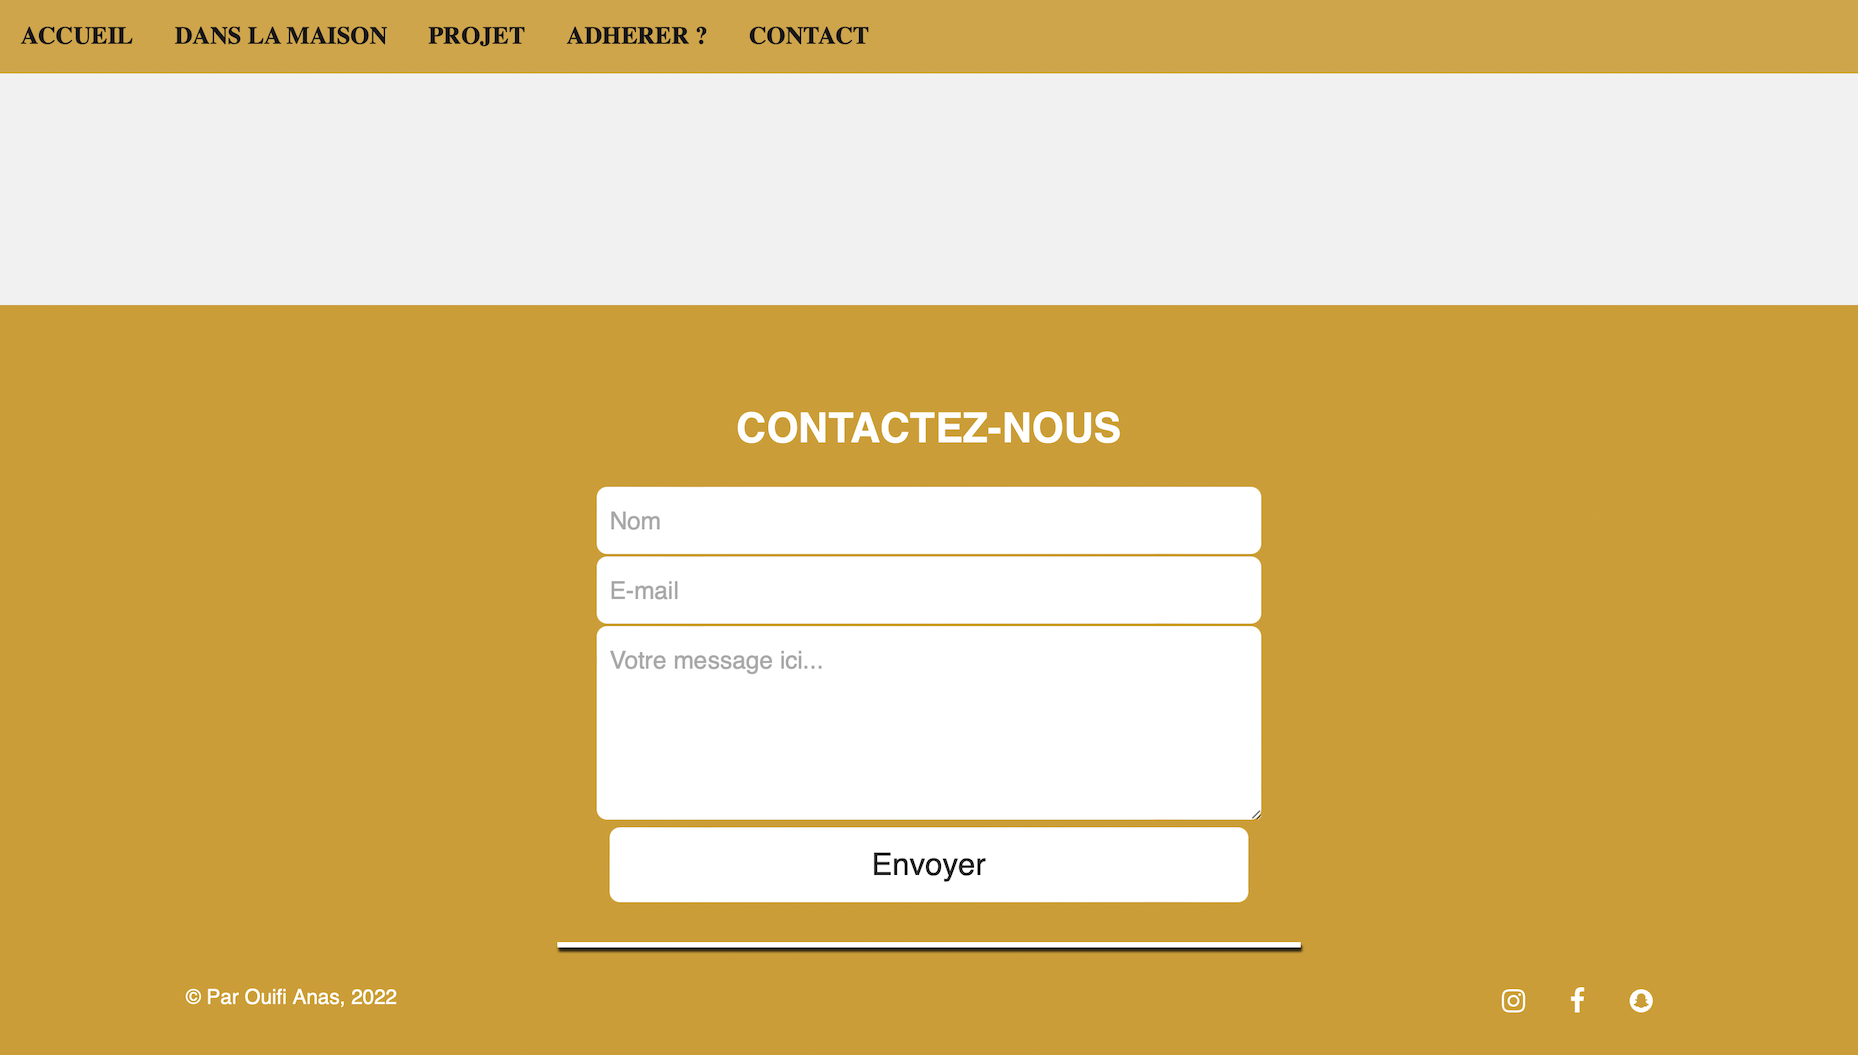 ACCUEIL DANS LA MAISON PROJET ADHERER ? CONTACT
CONTACTEZ-NOUS
Nom
E-mail
Votre message ici...
Envoyer
© Par Ouifi Anas, 2022